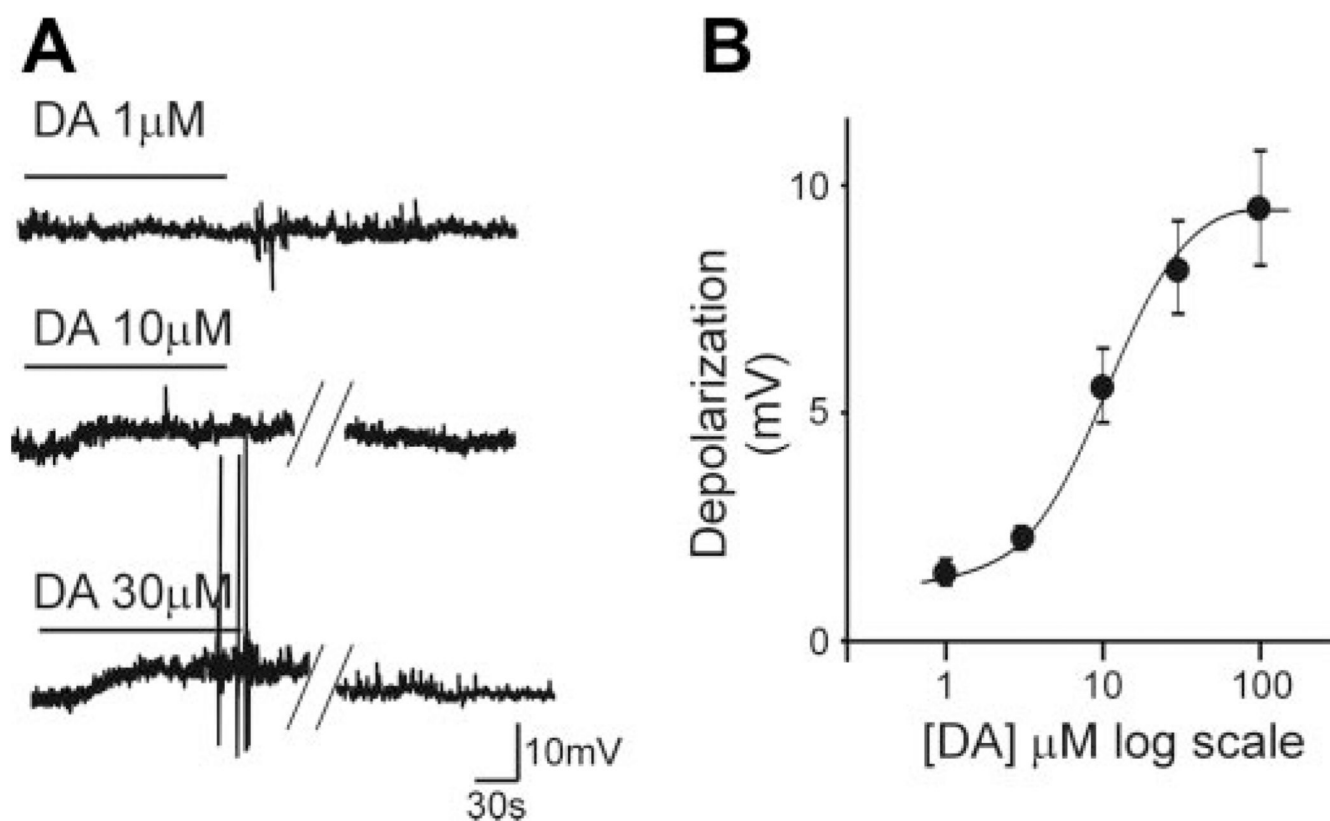 A
DA 1μM
DA 10μM
DA 30μM
10mV
30s
B
Depolarization
(mV)
10
5
0
1
10
100
[DA] μM log scale